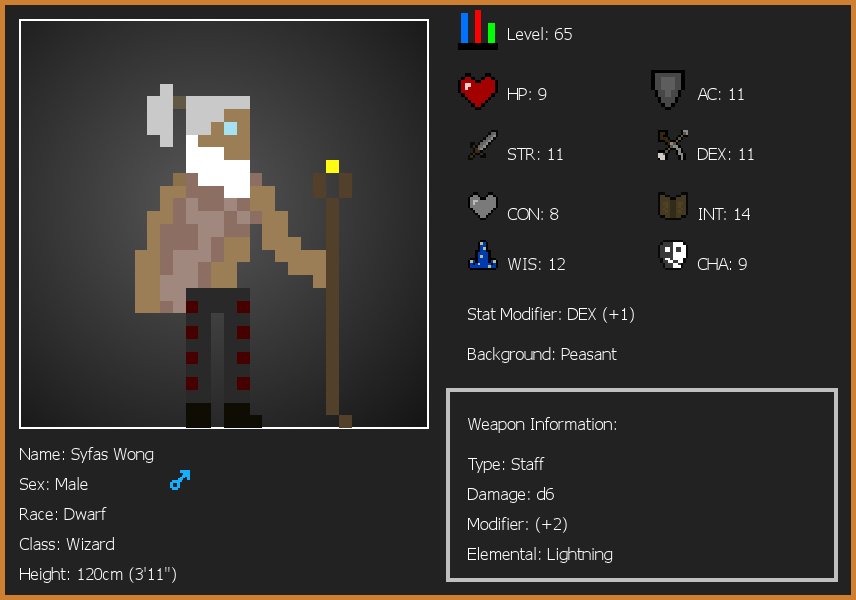 Level: 65
HP: 9
AC: 11
STR: 11
DEX: 11
CON: 8
INT: 14
WIS: 12
CHA: 9
Stat Modifier: DEX (+1)
Background: Peasant
Weapon Information:
Type: Staff
Damage: d6
Modifier: (+2)
Elemental: Lightning
Name: Syfas Wong
Sex: Male
Race: Dwarf
Class: Wizard
Height: 120cm (3'11")